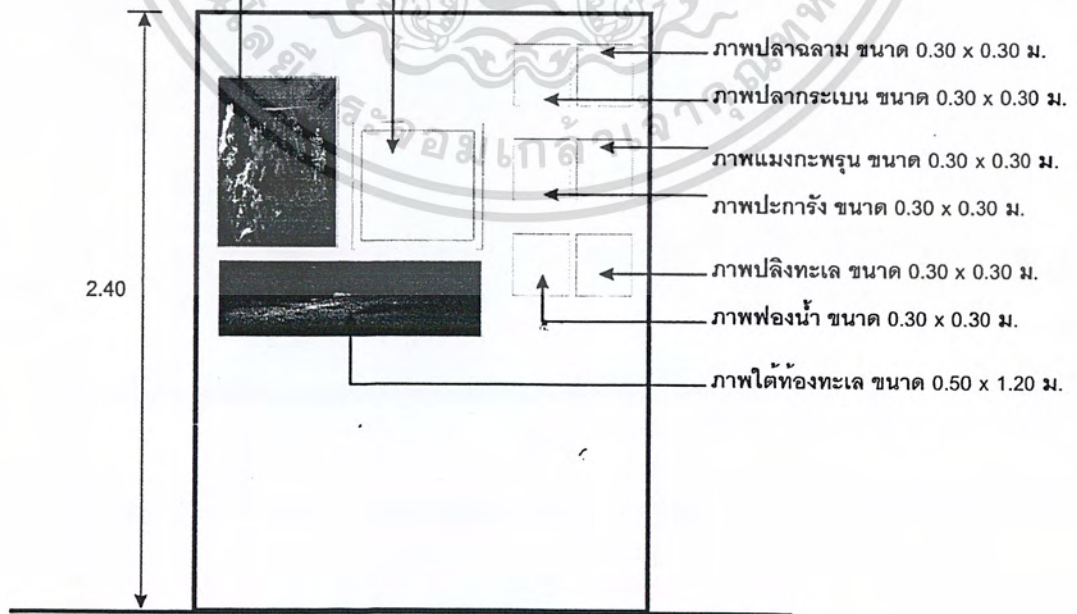 ภาพปลาฉลาม ขนาด 0.30 x 0.30 ม.
ภาพปลากระเบน ขนาด 0.30 x 0.30 ม.
ภาพแมงกะพรุน ขนาด 0.30 x 0.30 ม.
ภาพปะการัง ขนาด 0.30 x 0.30 ม.
2.40
ภาพปลิงทะเล ขนาด 0.30 x 0.30 ม.
ภาพฟองน้ำ ขนาด 0.30 x 0.30 ม.
ภาพใต้ท้องทะเล ขนาด 0.50 x 1.20 ม.